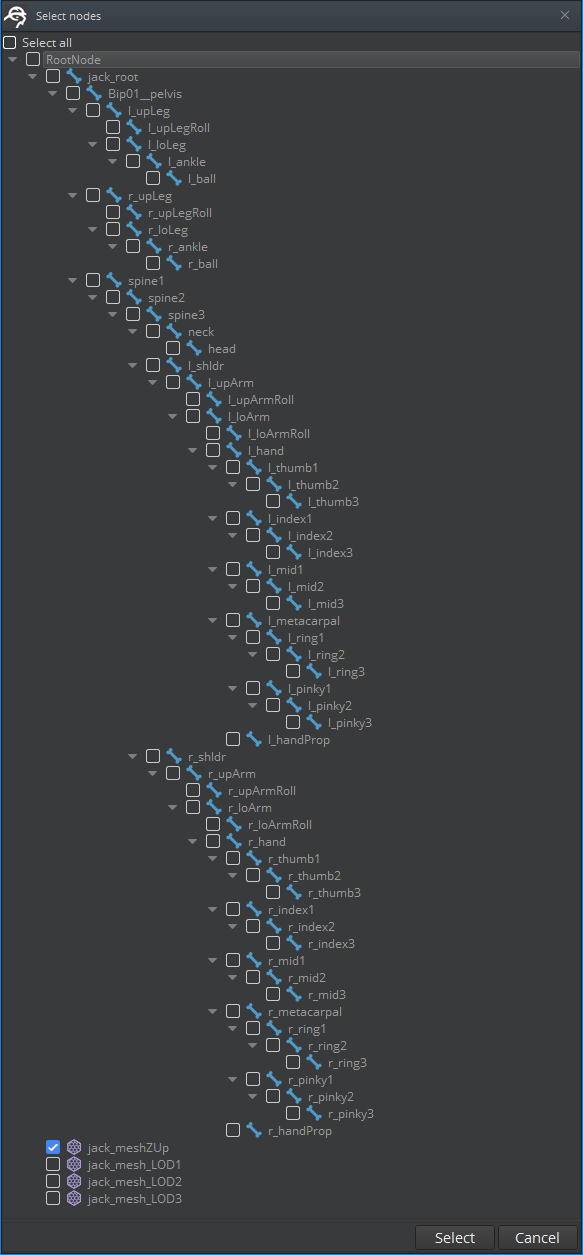 Select nodes
Select all
RootNode
jack_root
Bip01__pelvis
l_upLeg
l_upLegRoll
l_loLeg
l_ankle
l_ball
r_upLeg
r_upLegRoll
r_loLeg
r_ankle
r_ball
spine1
spine2
spine3
neck
head
l_shldr
l_upArm
l_upArmRoll
l_loArm
l_loArmRoll
l_hand
l_thumb1
l_thumb2
l_thumb3
l_index1
l_index2
l_index3
l_mid1
l_mid2
l_mid3
l_metacarpal
l_ring1
l_ring2
l_ring3
l_pinky1
l_pinky2
l_pinky3
l_handProp
r_shldr
r_upArm
r_upArmRoll
r_loArm
r_loArmRoll
r_hand
r_thumb1
r_thumb2
r_thumb3
r_index1
r_index2
r_index3
r_mid1
r_mid2
r_mid3
r_metacarpal
r_ring1
r_ring2
r_ring3
r_pinky1
r_pinky2
r_pinky3
r_handProp
jack_meshZUp
jack_mesh_LOD1
jack_mesh_LOD2
jack_mesh_LOD3
Select Cancel